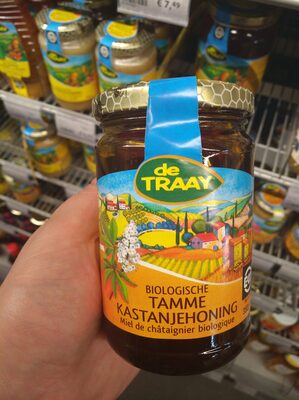 €7,49
de
TRAAY
BIOLOGISCHE
TAMME
KASTANJEHONING
Miel de châtaignier biologique